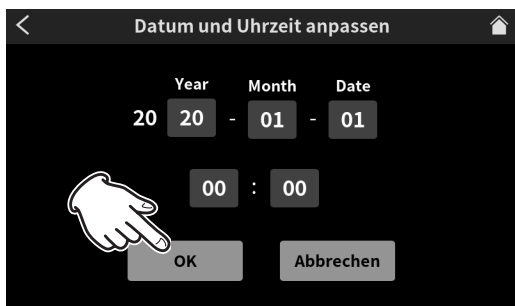 Datum und Uhrzeit anpassen
Year Month Date
20 20 - 01 - 01
00 : 00
OK Abbrechen